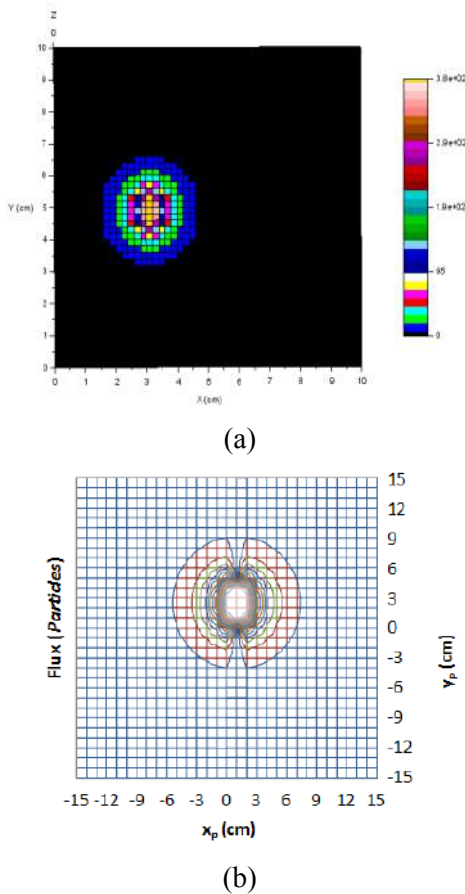 Z
0
10
9
8
7
6
Y (cm)
5
4
3
2
1
0
0 1 2 3 4 5 6 7 8 9 10
X(cm)
3.8e+02
2.9e+02
1.9e+02
95
0
(a)
Flux (Particles)
15
12
9
6
3
0
-3
-6
-9
-12
-15
yp (cm)
-15 -12 -9 -6 -3 0 3 6 9 12 15
xp (cm)
(b)